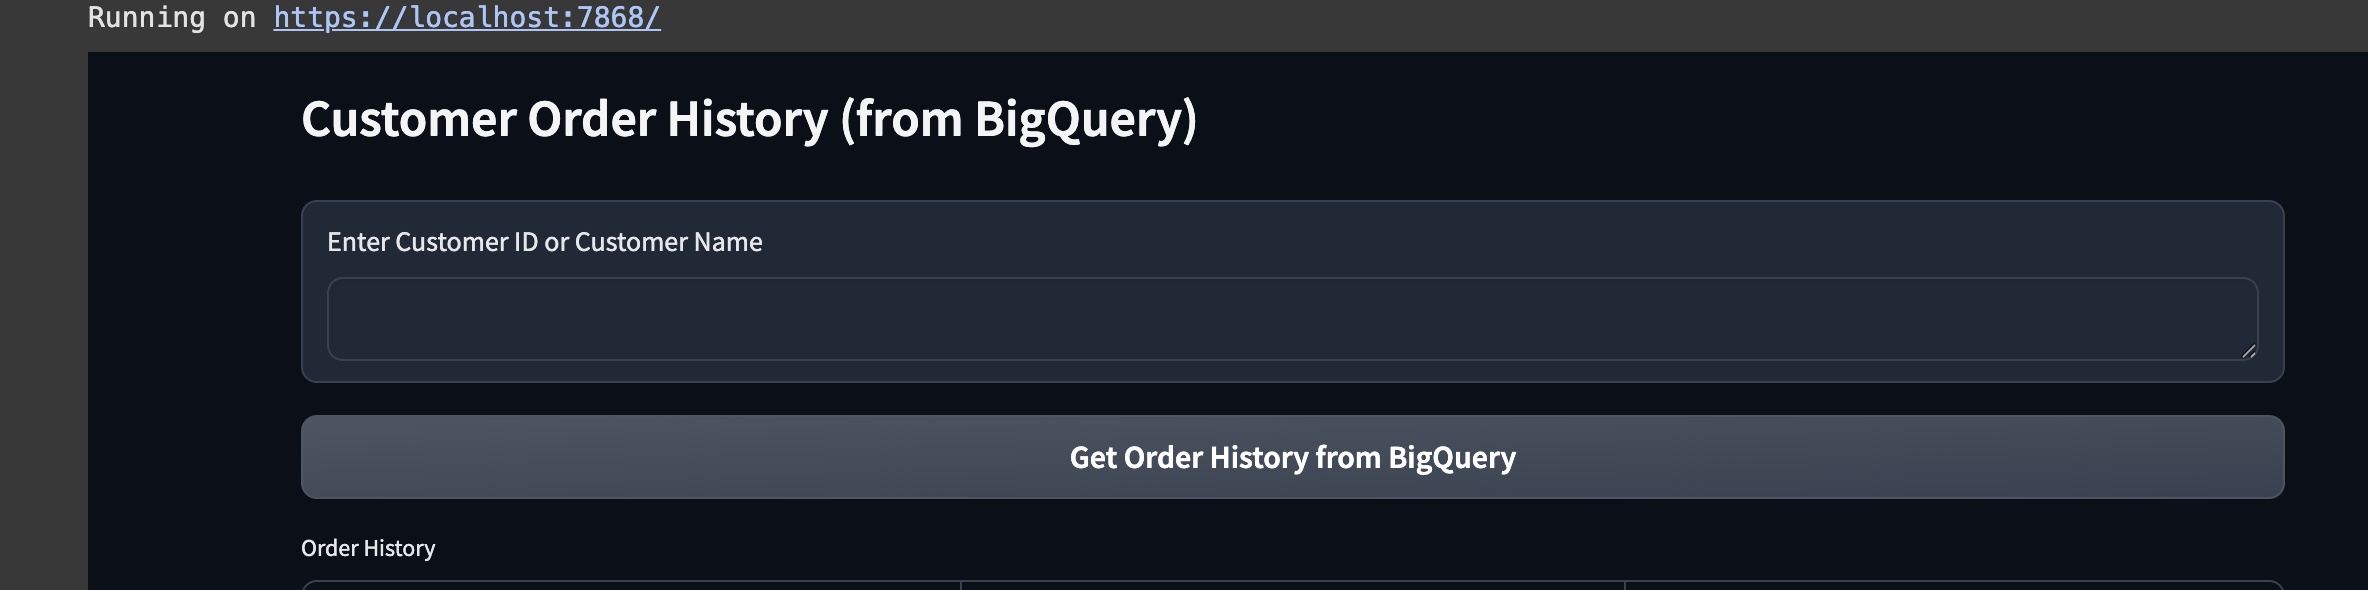 Running on https://localhost:7868/
Customer Order History (from BigQuery)
Enter Customer ID or Customer Name
Get Order History from BigQuery
Order History